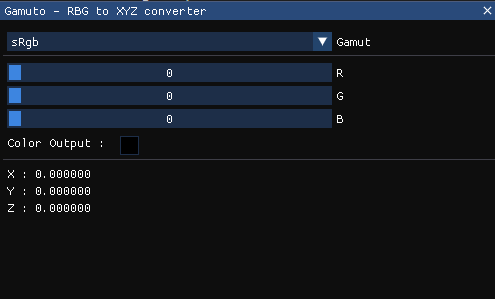 Gamuto - RBG to XYZ converter
sRgb Gamut
0 R
0 G
0 B
Color Output :
X : 0.000000
Y : 0.000000
Z : 0.000000